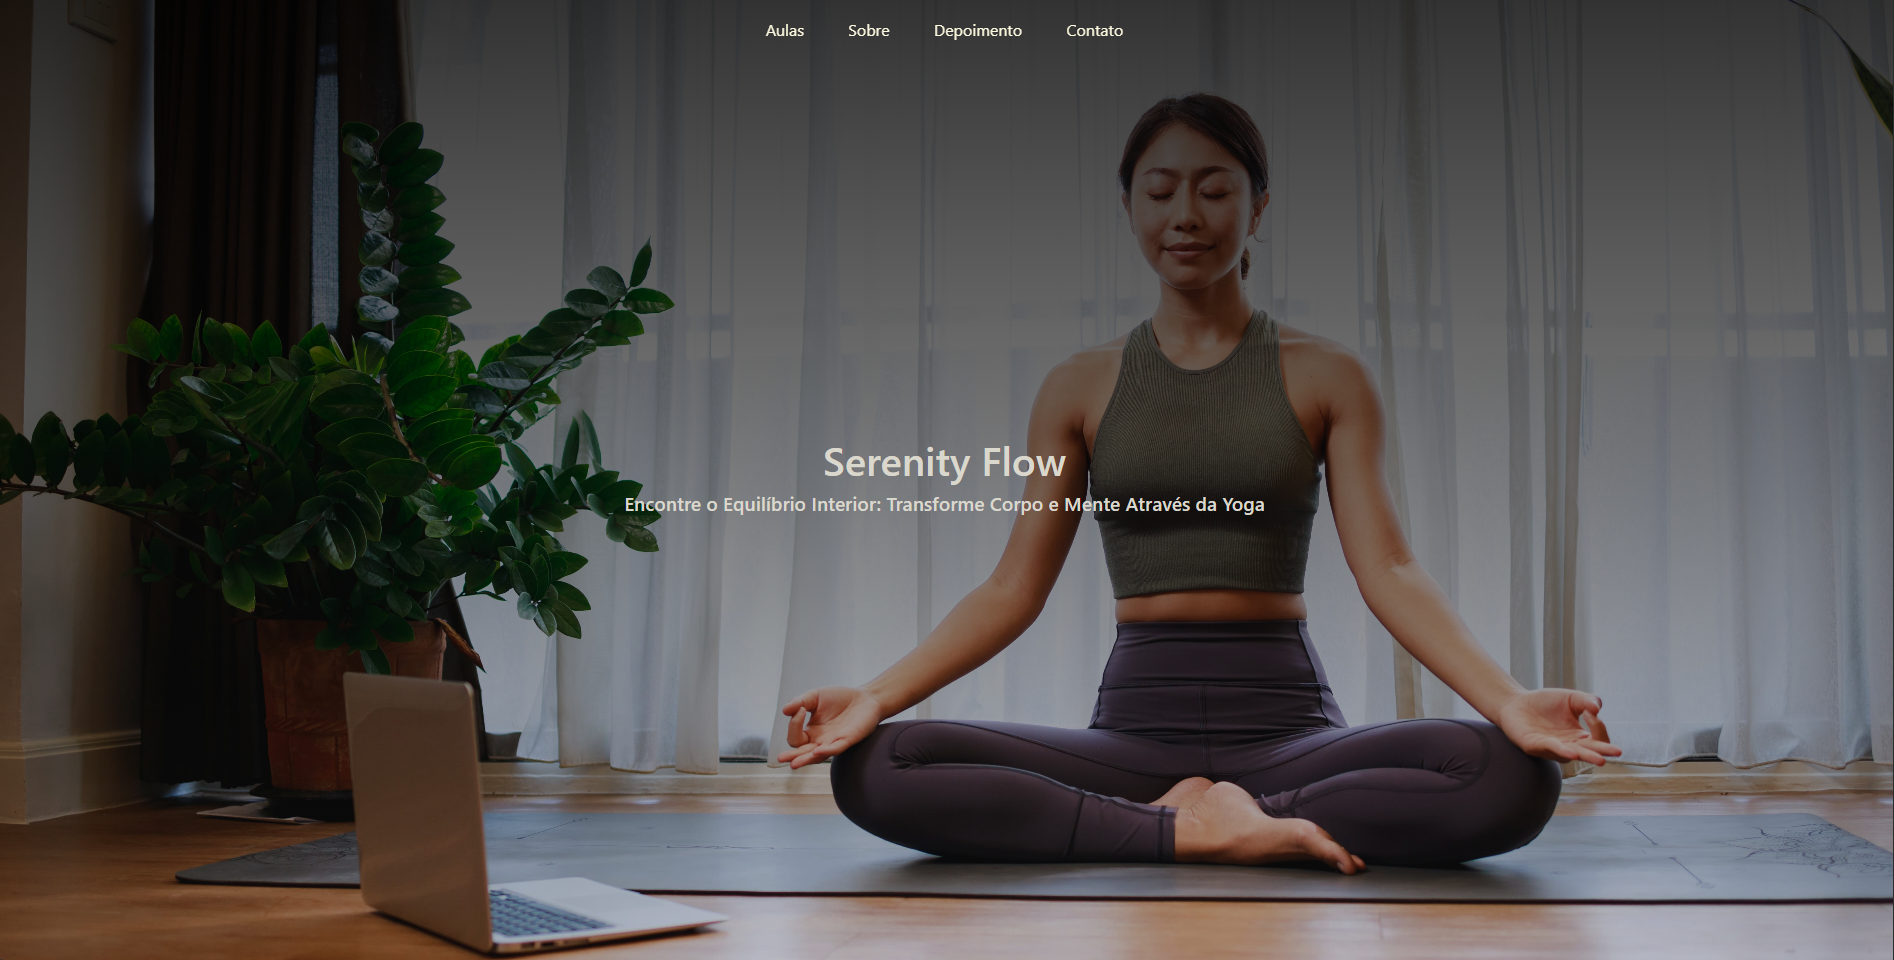 Aulas Sobre Depoimento Contato
Serenity Flow
Encontre o Equilíbrio Interior: Transforme Corpo e Mente Através da Yoga